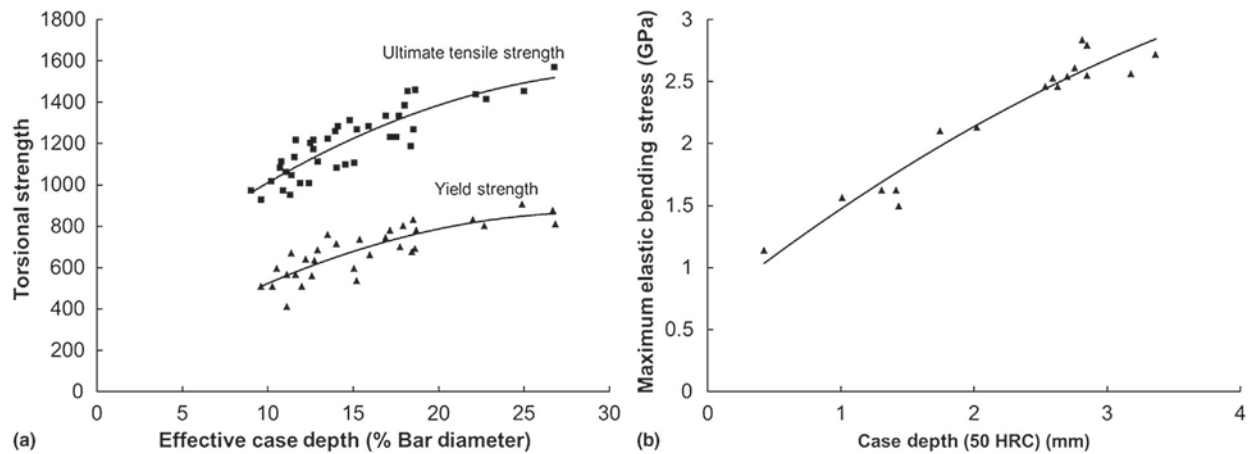 1800
1600
1400
1200
1000
800
600
400
200
0
Torsional strength
Ultimate tensile strength
Yield strength
0 5 10 15 20 25 30
(a) Effective case depth (% Bar diameter)
3
2.5
2
1.5
1
0.5
0
Maximum elastic bending stress (GPa)
0 1 2 3 4
(b) Case depth (50 HRC) (mm)